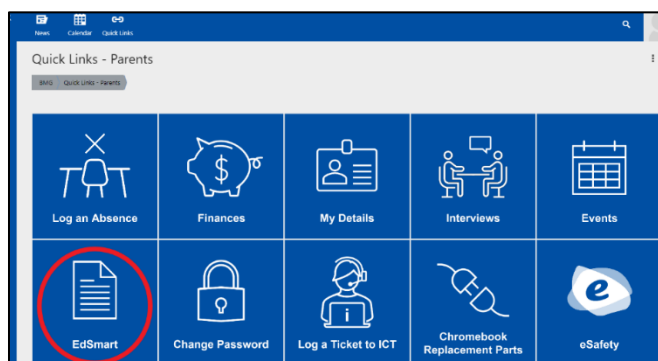 News Calendar Quick Links
Quick Links - Parents
BMG Quick Links - Parents
Log an Absence
Finances
My Details
Interviews
Events
EdSmart
Change Password
Log a Ticket to ICT
Chromebook
Replacement Parts
eSafety